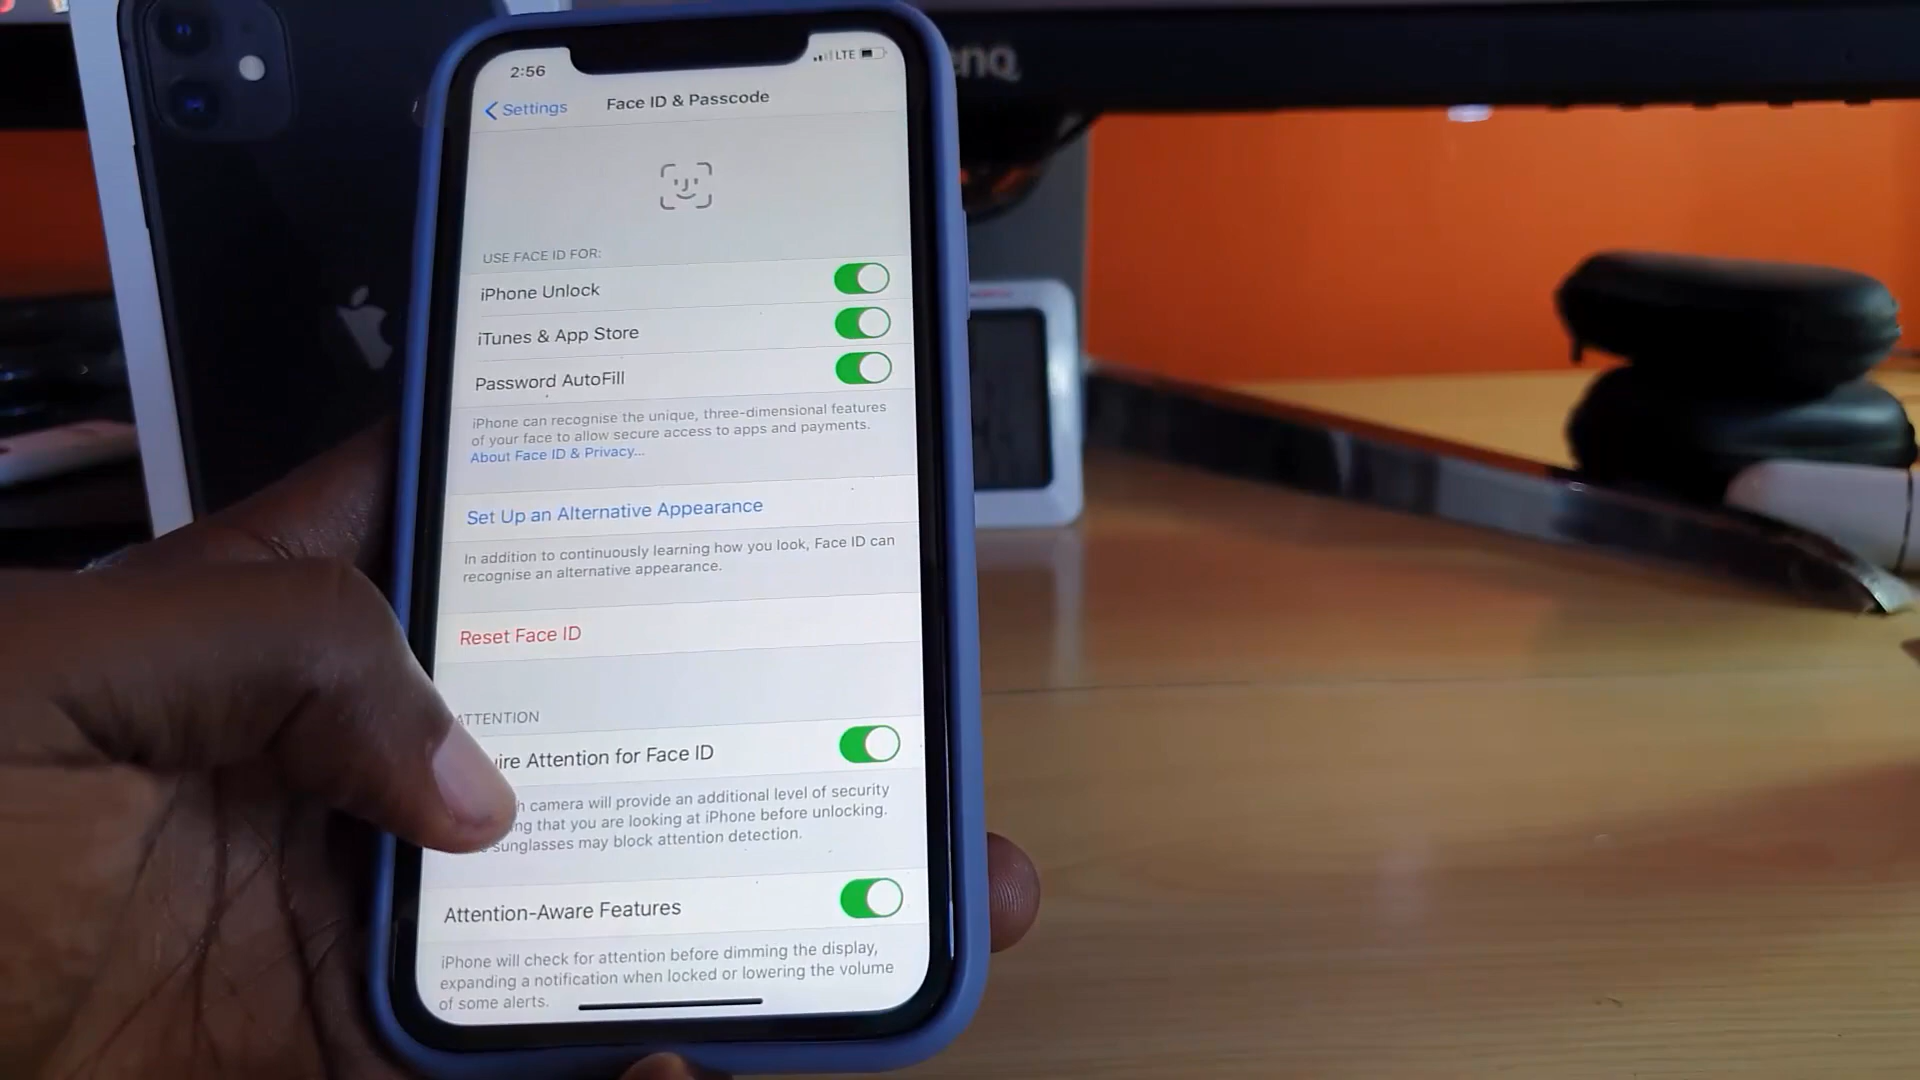 2:56
LTE
Settings
Face ID & Passcode
USE FACE ID FOR:
iPhone Unlock
iTunes & App Store
Password AutoFill
iPhone can recognise the unique, three-dimensional features
of your face to allow secure access to apps and payments.
About Face ID & Privacy...
Set Up an Alternative Appearance
In addition to continuously learning how you look, Face ID can
recognise an alternative appearance.
Reset Face ID
ATTENTION
Attention for Face ID
camera will provide an additional level of security
that you are looking at iPhone before unlocking.
sunglasses may block attention detection.
Attention-Aware Features
iPhone will check for attention before dimming the display,
expanding a notification when locked or lowering the volume
of some alerts.